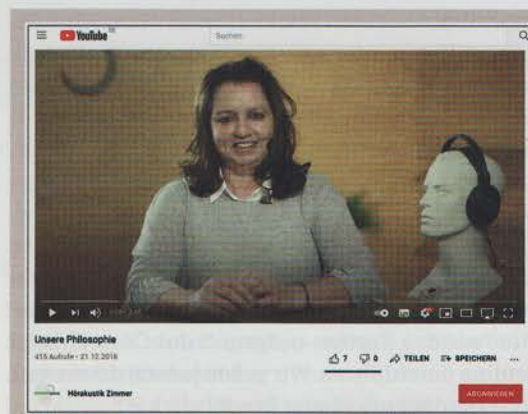 YouTube
Suchen
Unsere Philosophie
415 Aufrufe • 21.12.2016
7
0
TEILEN
SPEICHERN
Hörakustik Zimmer
ABONNIEREN